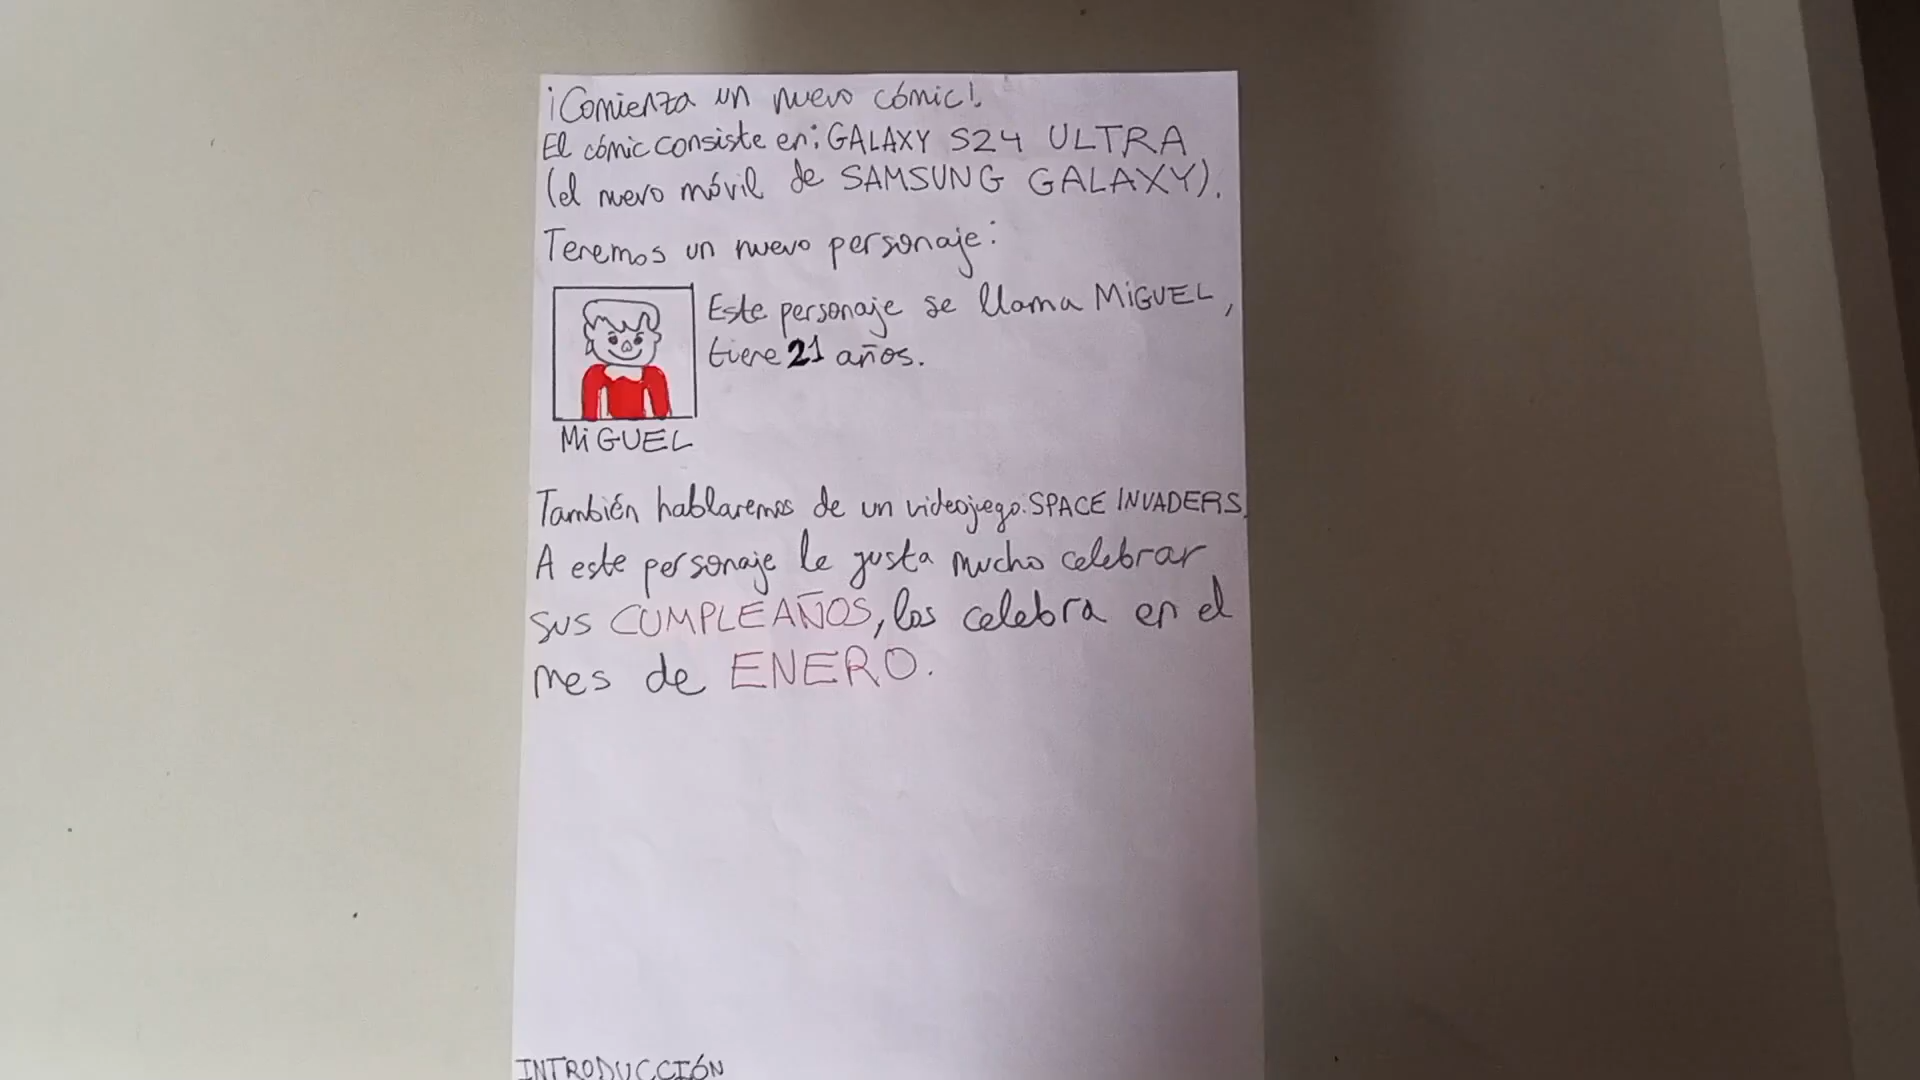 ¡Comienza un nuevo cómic!.
El cómic consiste en: GALAXY S24 ULTRA
(el nuevo móvil de SAMSUNG GALAXY).
Tenemos un nuevo personaje:
Este personaje se llama MiGUEL,
tiene 21 años.
MiGUEL
También hablaremos de un videojuego: SPACE INVADERS.
A este personaje le gusta mucho celebrar
sus CUMPLEAÑOS, los celebra en el
mes de ENERO.
INTRODUCCIÓN